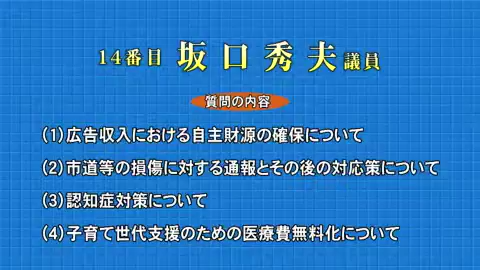 14番目 坂口秀夫議員
質問の内容
(1)広告収入における自主財源の確保について
(2)市道等の損傷に対する通報とその後の対応策について
(3)認知症対策について
(4)子育て世代支援のための医療費無料化について